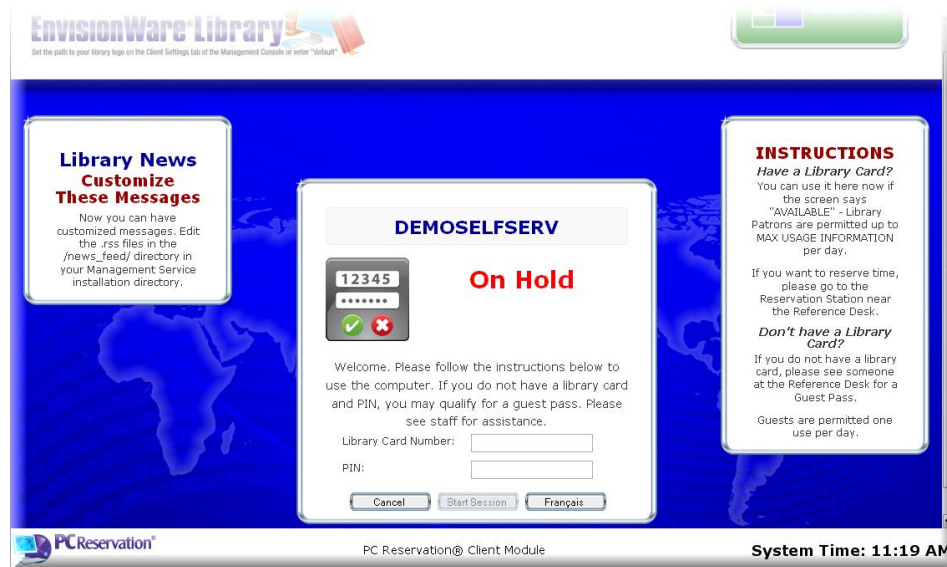 EnvisionWare® Library
Set the path to your library logo on the Client Settings tab of the Management Console or enter "default"
Library News
Customize
These Messages
Now you can have
customized messages. Edit
the .rss files in the
/news_feed/ directory in
your Management Service
installation directory.
DEMOSELFSERV
12345
On Hold
Welcome. Please follow the instructions below to
use the computer. If you do not have a library card
and PIN, you may qualify for a guest pass. Please
see staff for assistance.
Library Card Number:
PIN:
Cancel Start Session Français
INSTRUCTIONS
Have a Library Card?
You can use it here now if
the screen says
"AVAILABLE" - Library
Patrons are permitted up to
MAX USAGE INFORMATION
per day.
If you want to reserve time,
please go to the
Reservation Station near
the Reference Desk.
Don't have a Library
Card?
If you do not have a library
card, please see someone
at the Reference Desk for a
Guest Pass.
Guests are permitted one
use per day.
PCReservation®
PC Reservation® Client Module
System Time: 11:19 AM